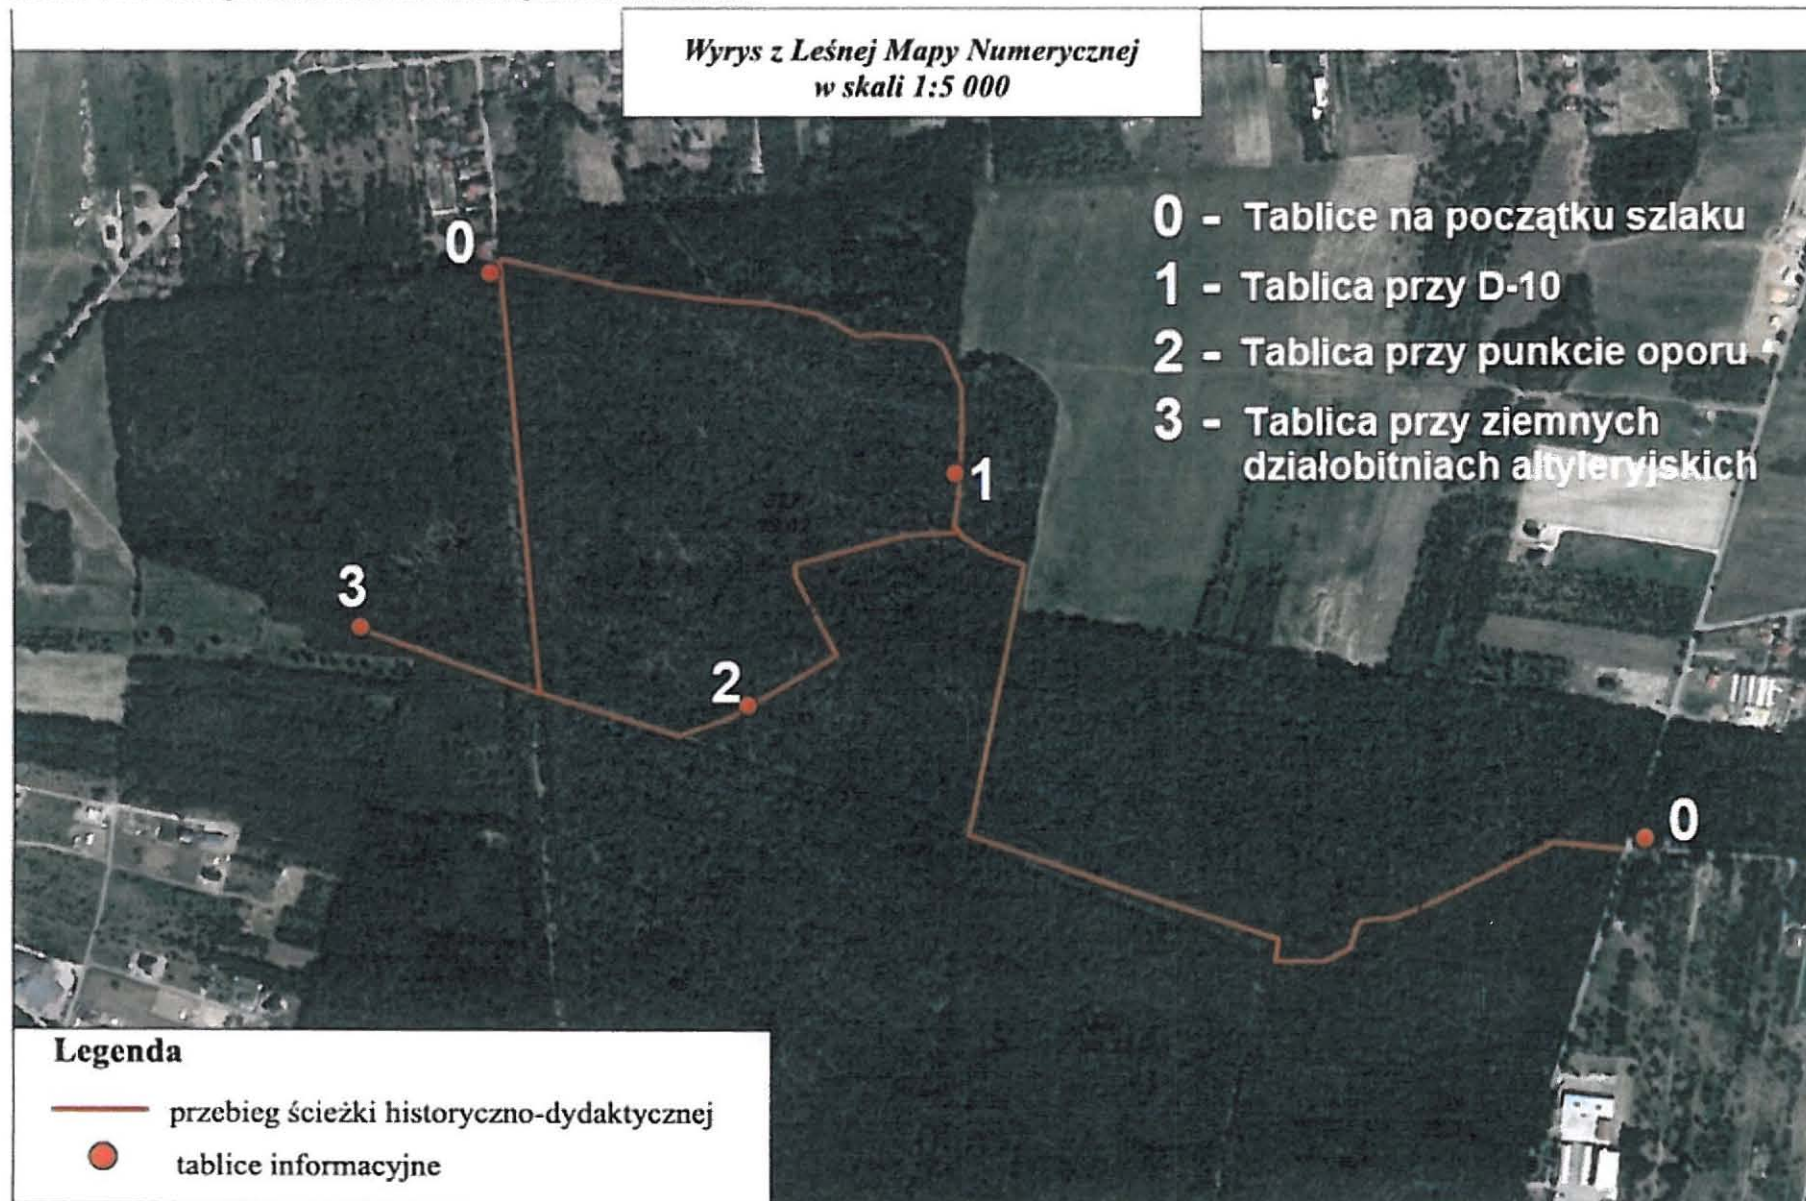 Wyrys z Leśnej Mapy Numerycznej
w skali 1:5 000
0 - Tablice na początku szlaku
1 - Tablica przy D-10
2 - Tablica przy punkcie oporu
3 - Tablica przy ziemnych
działobitniach altyleryjskich
0
1
3
2
0
Legenda
przebieg ścieżki historyczno-dydaktycznej
tablice informacyjne